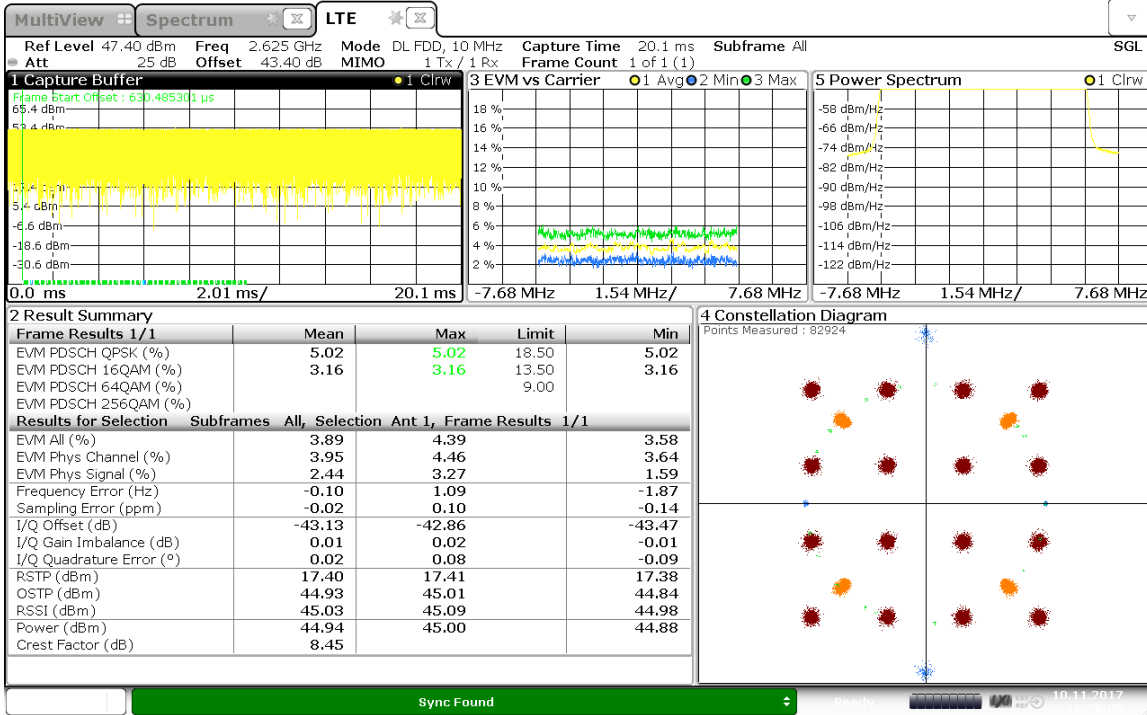 MultiView Spectrum LTE
Ref Level 47.40 dBm Freq 2.625 GHz Mode DL FDD, 10 MHz Capture Time 20.1 ms Subframe All SGL
Att 25 dB Offset 43.40 dB MIMO 1 Tx / 1 Rx Frame Count 1 of 1 (1)
1 Capture Buffer 1 Clrw
Frame Start Offset : 630.485301 µs
65.4 dBm
53.4 dBm
5.4 dBm
-6.6 dBm
-18.6 dBm
-30.6 dBm
0.0 ms 2.01 ms/ 20.1 ms
3 EVM vs Carrier 1 Avg 2 Min 3 Max
18 %
16 %
14 %
12 %
10 %
8 %
6 %
4 %
2 %
-7.68 MHz 1.54 MHz/ 7.68 MHz
5 Power Spectrum 1 Clrw
-58 dBm/Hz
-66 dBm/Hz
-74 dBm/Hz
-82 dBm/Hz
-90 dBm/Hz
-98 dBm/Hz
-106 dBm/Hz
-114 dBm/Hz
-122 dBm/Hz
-7.68 MHz 1.54 MHz/ 7.68 MHz
2 Result Summary
Frame Results 1/1 Mean Max Limit Min
EVM PDSCH QPSK (%) 5.02 5.02 18.50 5.02
EVM PDSCH 16QAM (%) 3.16 3.16 13.50 3.16
EVM PDSCH 64QAM (%) 9.00
EVM PDSCH 256QAM (%)
Results for Selection Subframes All, Selection Ant 1, Frame Results 1/1
EVM All (%) 3.89 4.39 3.58
EVM Phys Channel (%) 3.95 4.46 3.64
EVM Phys Signal (%) 2.44 3.27 1.59
Frequency Error (Hz) -0.10 1.09 -1.87
Sampling Error (ppm) -0.02 0.10 -0.14
I/Q Offset (dB) -43.13 -42.86 -43.47
I/Q Gain Imbalance (dB) 0.01 0.02 -0.01
I/Q Quadrature Error (°) 0.02 0.08 -0.09
RSTP (dBm) 17.40 17.41 17.38
OSTP (dBm) 44.93 45.01 44.84
RSSI (dBm) 45.03 45.09 44.98
Power (dBm) 44.94 45.00 44.88
Crest Factor (dB) 8.45
4 Constellation Diagram
Points Measured : 82924
Sync Found
Ready
10.11.2017